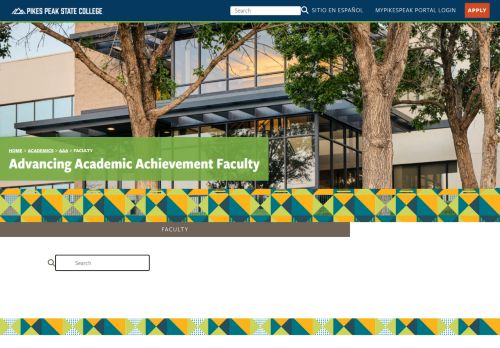 PIKES PEAK STATE COLLEGE
Search
SITIO EN ESPAÑOL
MYPIKESPEAK PORTAL LOGIN
APPLY
HOME > ACADEMICS > AAA > FACULTY
Advancing Academic Achievement Faculty
FACULTY
Search